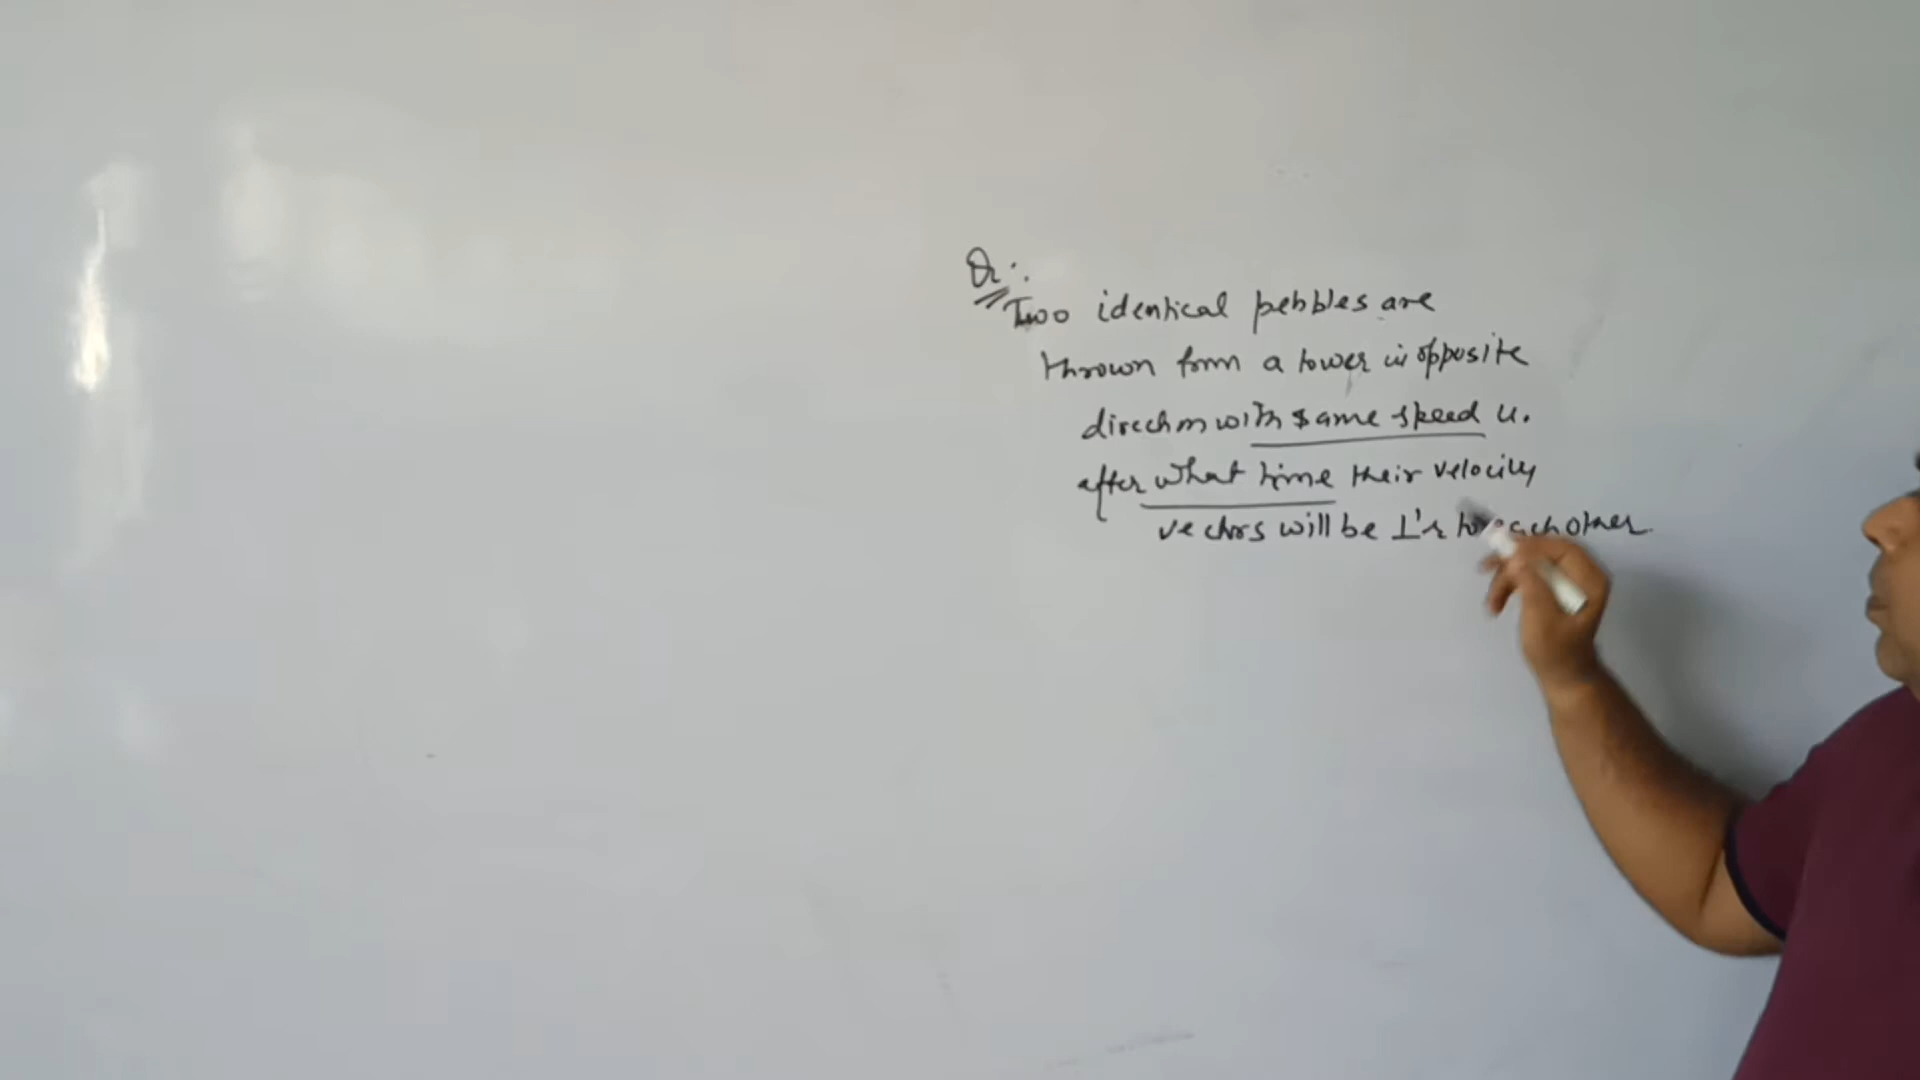 Q:
Two identical pebbles are
thrown form a tower in opposite
direchm with same speed u.
after what time their velocity
vectors will be ⊥'r to each other.